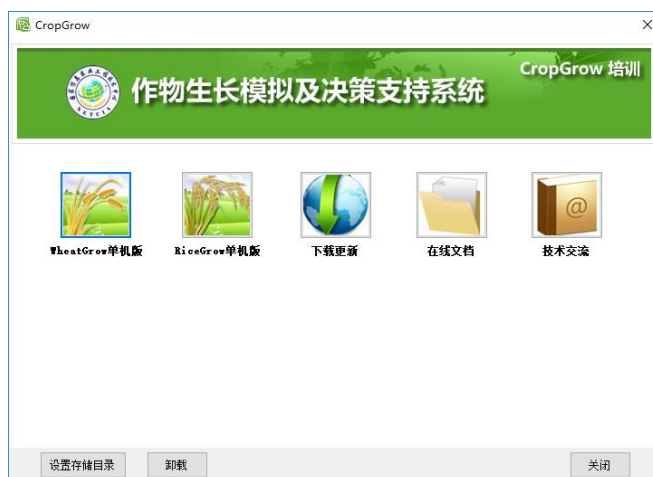 CropGrow
CropGrow 培训
作物生长模拟及决策支持系统
WheatGrow单机版
RiceGrow单机版
下载更新
在线文档
技术交流
设置存储目录
卸载
关闭